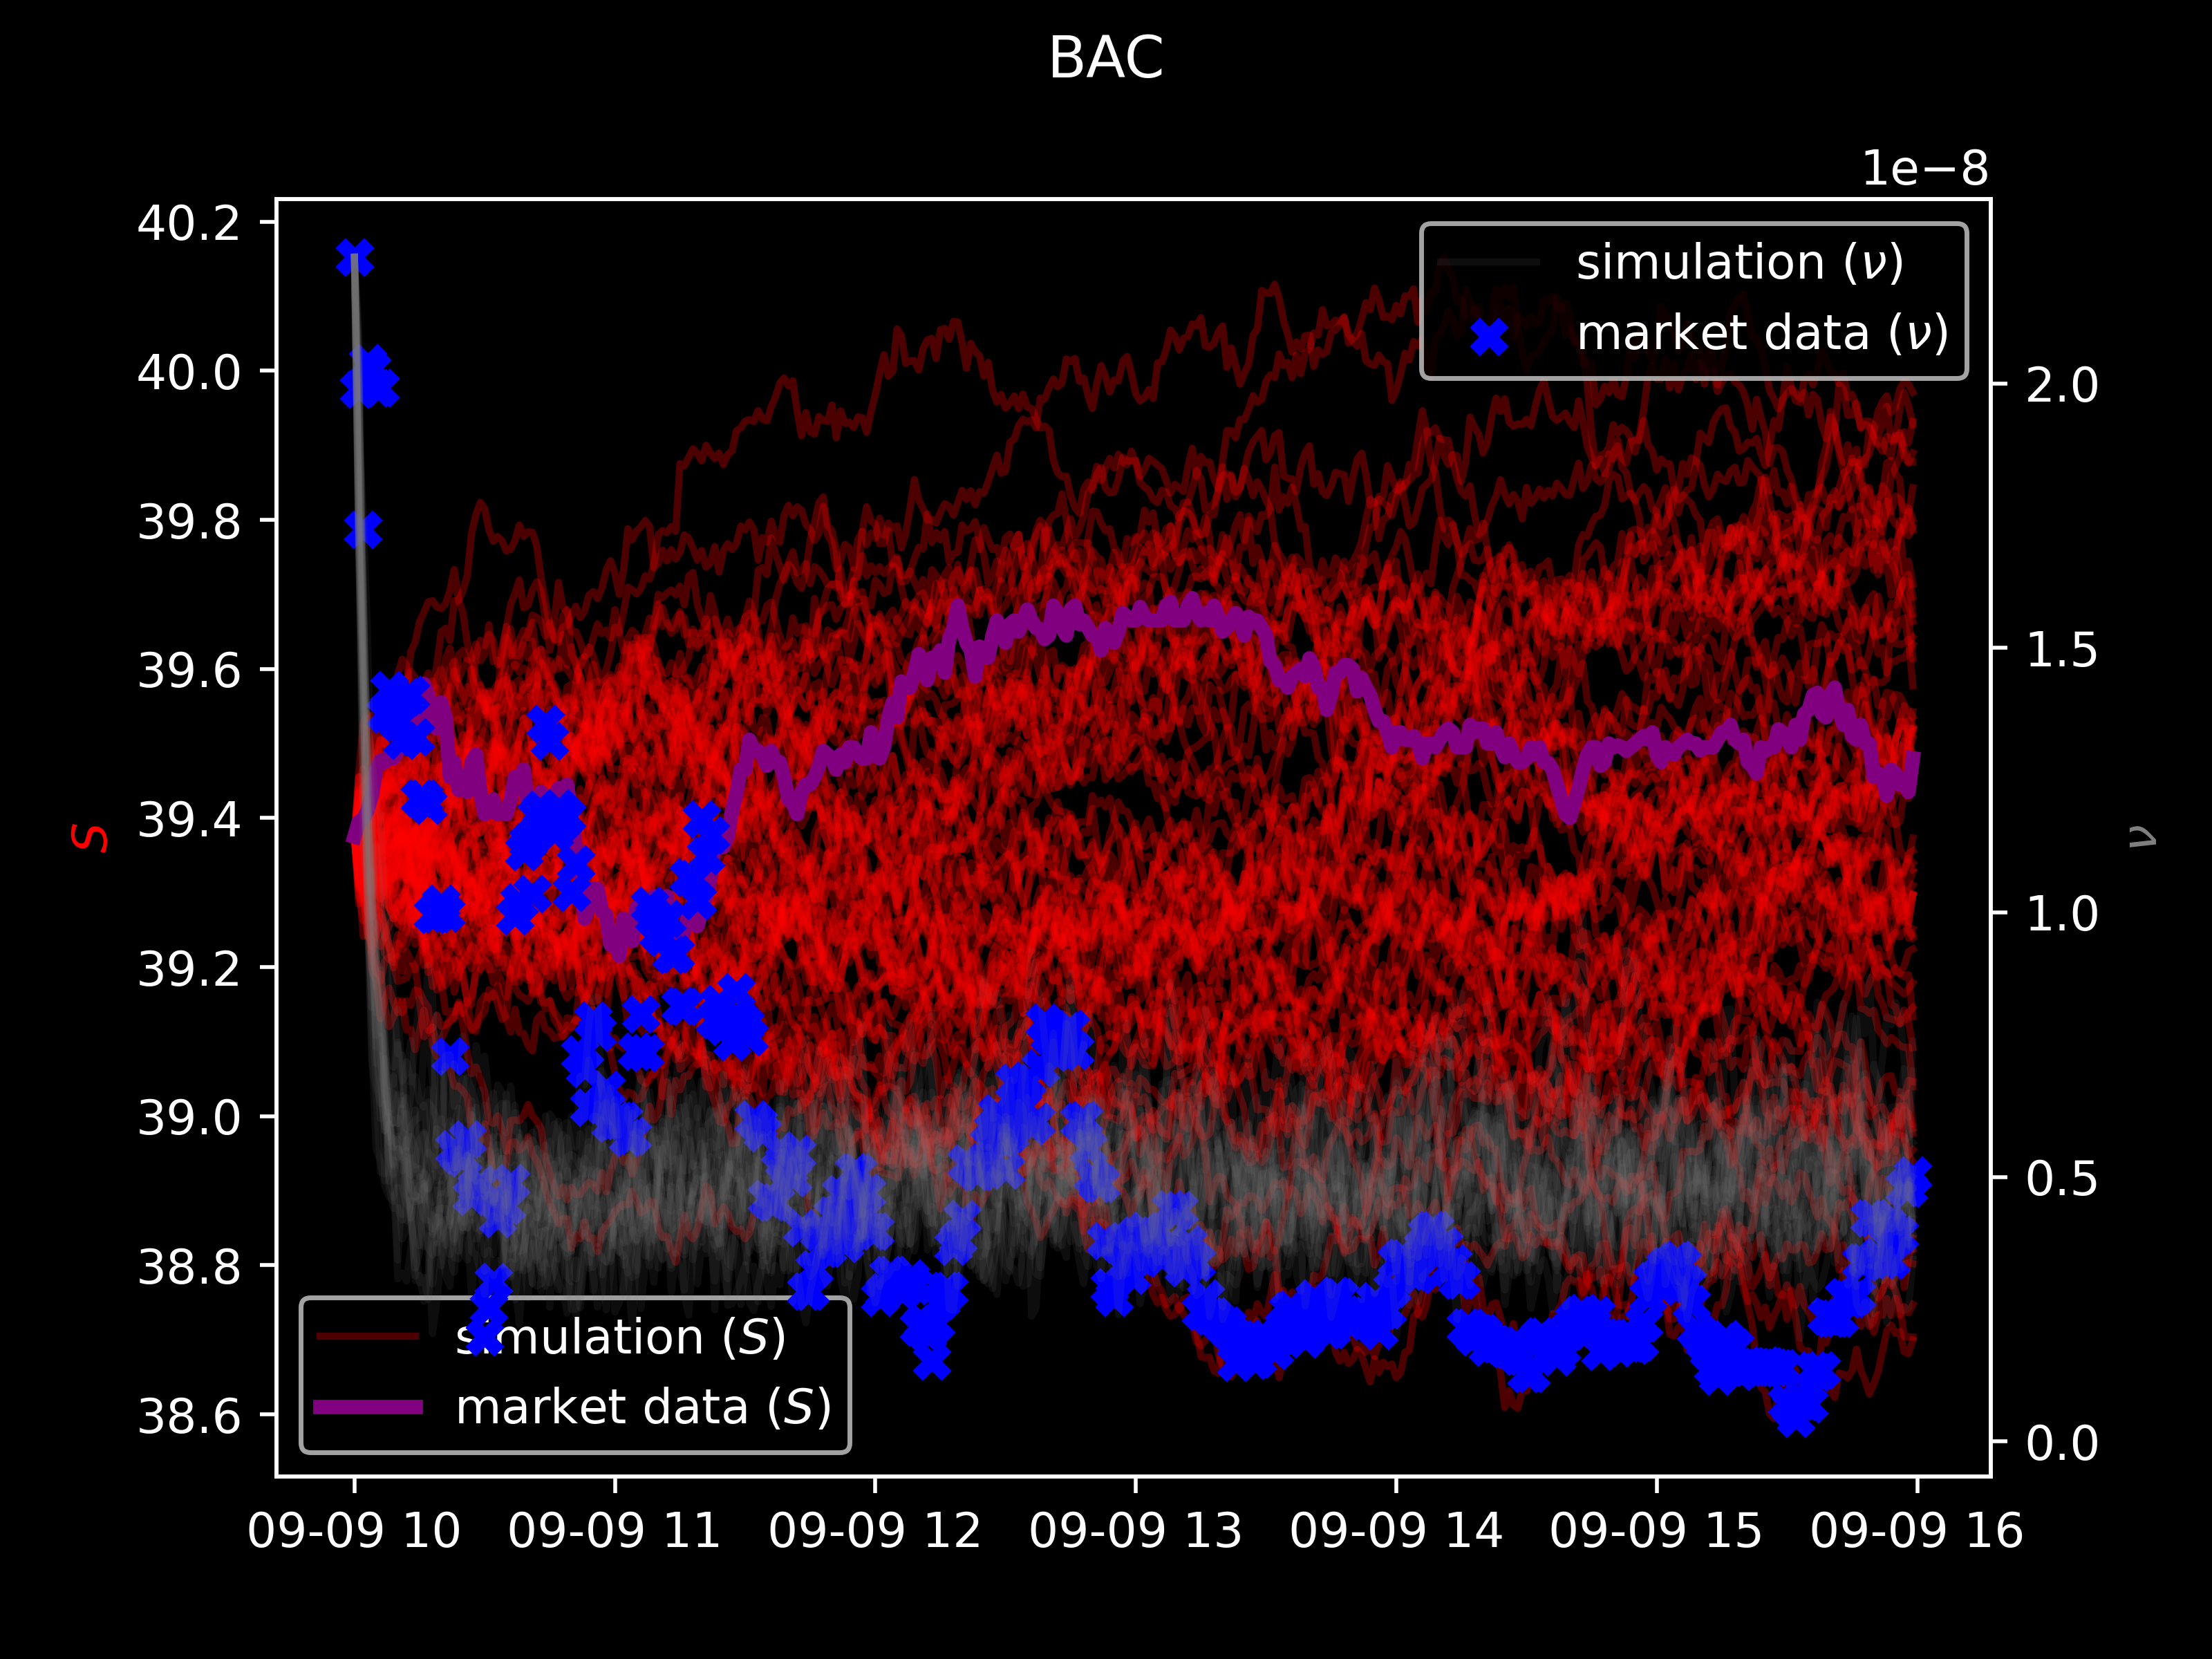 BAC
1e−8
40.2
40.0
39.8
39.6
39.4
39.2
39.0
38.8
38.6
S
simulation (ν)
market data (ν)
2.0
1.5
1.0
0.5
0.0
ν
simulation (S)
market data (S)
09-09 10 09-09 11 09-09 12 09-09 13 09-09 14 09-09 15 09-09 16